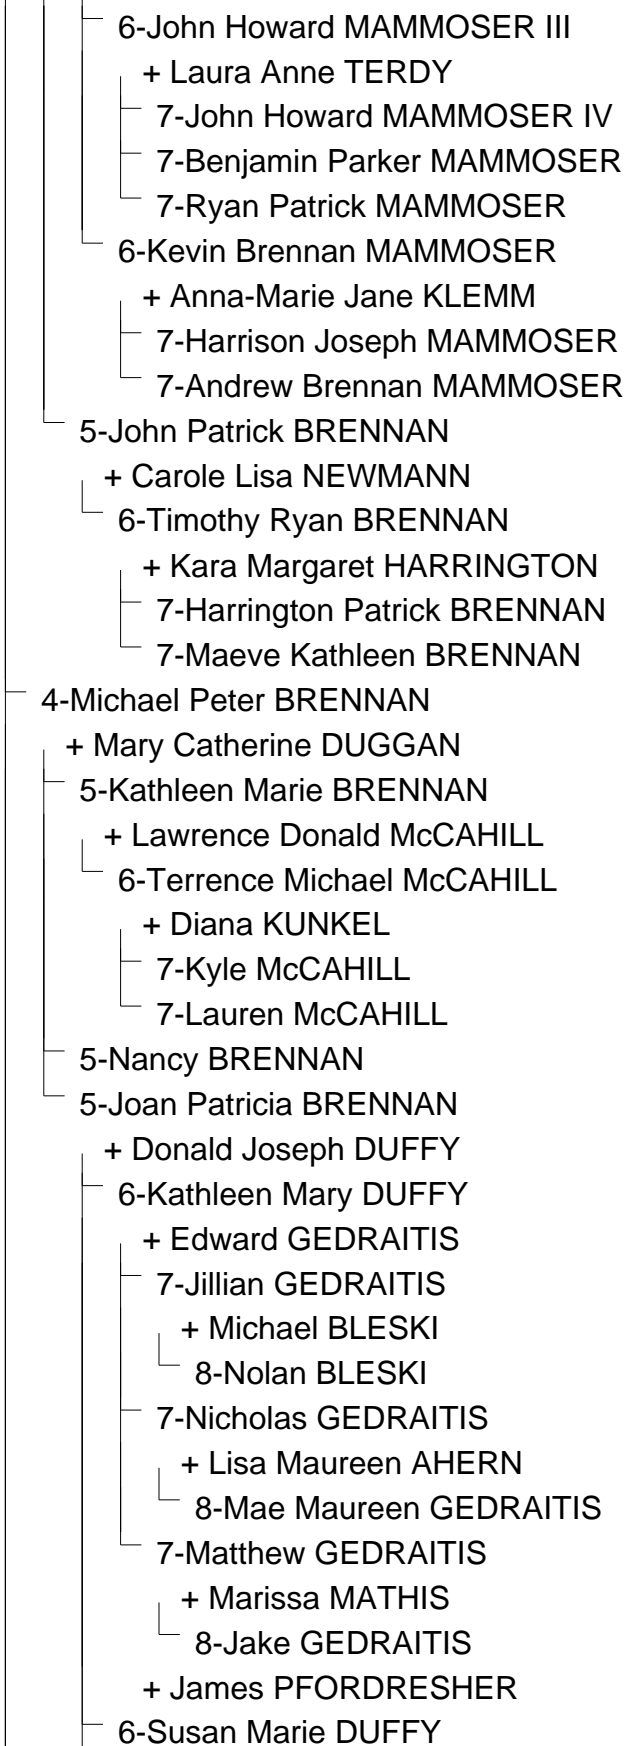 6-John Howard MAMMOSER III
+ Laura Anne TERDY
7-John Howard MAMMOSER IV
7-Benjamin Parker MAMMOSER
7-Ryan Patrick MAMMOSER
6-Kevin Brennan MAMMOSER
+ Anna-Marie Jane KLEMM
7-Harrison Joseph MAMMOSER
7-Andrew Brennan MAMMOSER
5-John Patrick BRENNAN
+ Carole Lisa NEWMANN
6-Timothy Ryan BRENNAN
+ Kara Margaret HARRINGTON
7-Harrington Patrick BRENNAN
7-Maeve Kathleen BRENNAN
4-Michael Peter BRENNAN
+ Mary Catherine DUGGAN
5-Kathleen Marie BRENNAN
+ Lawrence Donald McCAHILL
6-Terrence Michael McCAHILL
+ Diana KUNKEL
7-Kyle McCAHILL
7-Lauren McCAHILL
5-Nancy BRENNAN
5-Joan Patricia BRENNAN
+ Donald Joseph DUFFY
6-Kathleen Mary DUFFY
+ Edward GEDRAITIS
7-Jillian GEDRAITIS
+ Michael BLESKI
8-Nolan BLESKI
7-Nicholas GEDRAITIS
+ Lisa Maureen AHERN
8-Mae Maureen GEDRAITIS
7-Matthew GEDRAITIS
+ Marissa MATHIS
8-Jake GEDRAITIS
+ James PFORDRESHER
6-Susan Marie DUFFY